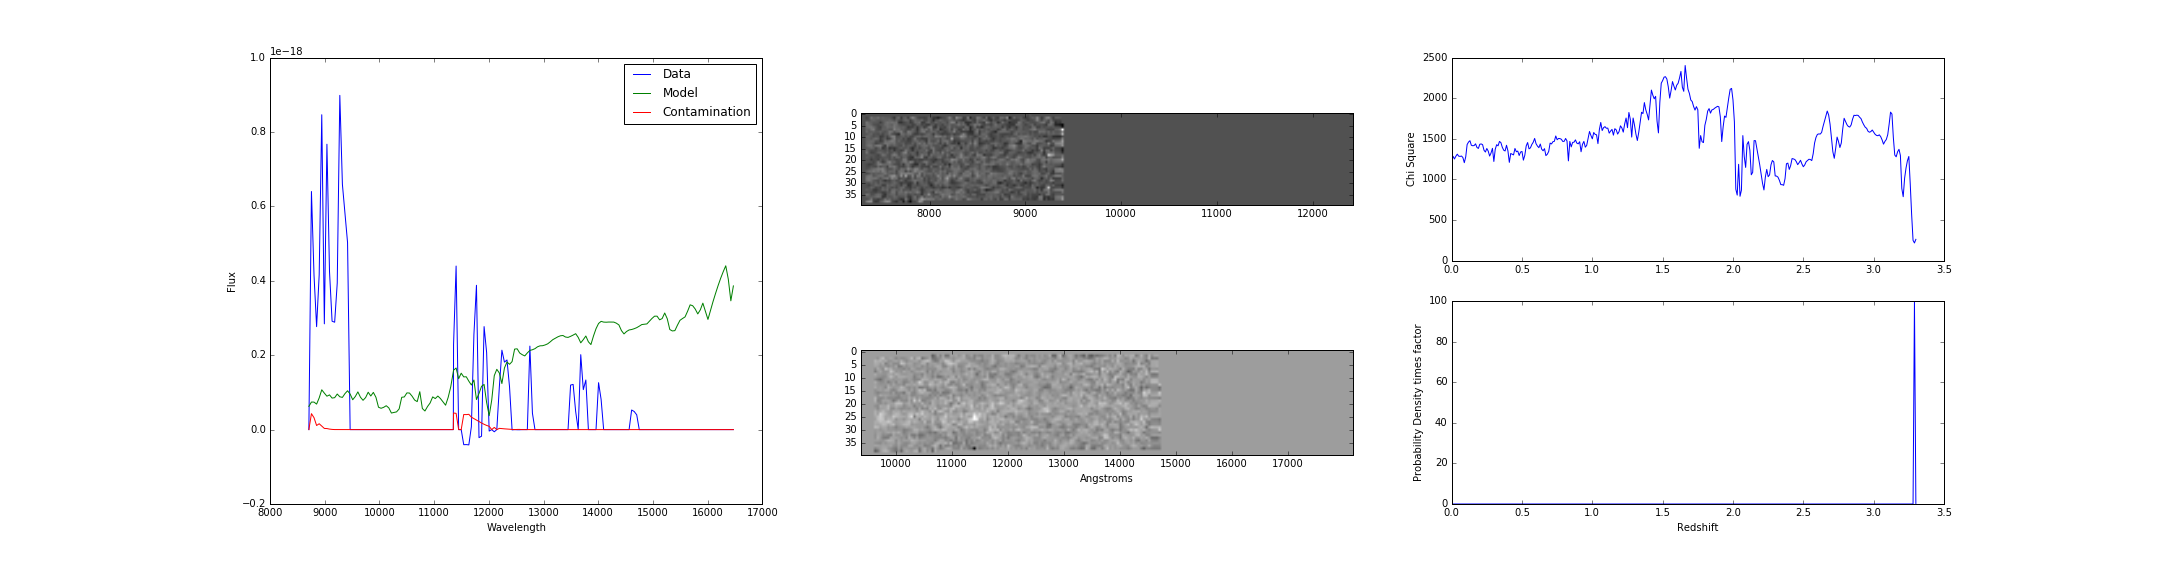 1e−18
1.0
0.8
0.6
0.4
0.2
0.0
−0.2
Flux
8000 9000 10000 11000 12000 13000 14000 15000 16000 17000
Wavelength
Data
Model
Contamination
0
5
10
15
20
25
30
35
8000 9000 10000 11000 12000
0
5
10
15
20
25
30
35
10000 11000 12000 13000 14000 15000 16000 17000
Angstroms
2500
2000
1500
1000
500
0
Chi Square
0.0 0.5 1.0 1.5 2.0 2.5 3.0 3.5
100
80
60
40
20
0
Probability Density times factor
0.0 0.5 1.0 1.5 2.0 2.5 3.0 3.5
Redshift